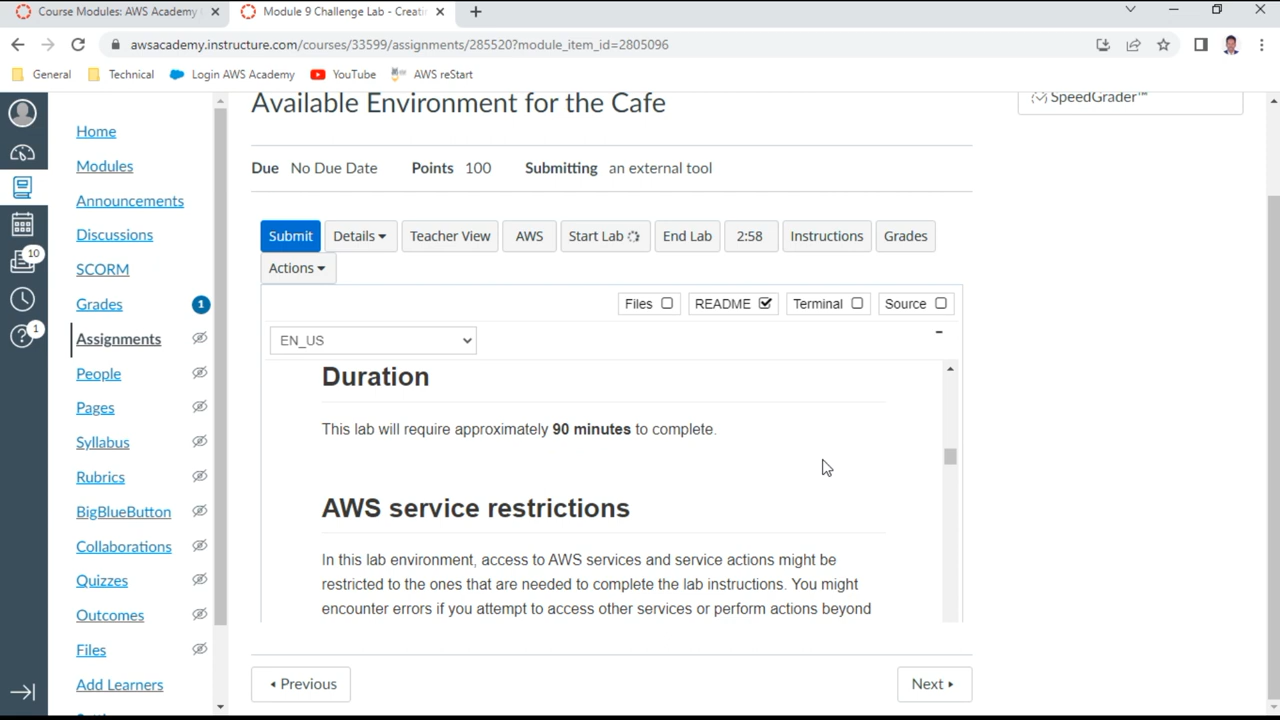 Course Modules: AWS Academy
Module 9 Challenge Lab - Creatin
awsacademy.instructure.com/courses/33599/assignments/285520?module_item_id=2805096
General
Technical
Login AWS Academy
YouTube
AWS reStart
Available Environment for the Cafe
SpeedGrader™
Due No Due Date Points 100 Submitting an external tool
Submit
Details
Teacher View
AWS
Start Lab
End Lab
2:58
Instructions
Grades
Actions
Files
README
Terminal
Source
EN_US
Duration
This lab will require approximately 90 minutes to complete.
AWS service restrictions
In this lab environment, access to AWS services and service actions might be
restricted to the ones that are needed to complete the lab instructions. You might
encounter errors if you attempt to access other services or perform actions beyond
Previous
Next
Home
Modules
Announcements
Discussions
SCORM
Grades 1
Assignments
People
Pages
Syllabus
Rubrics
BigBlueButton
Collaborations
Quizzes
Outcomes
Files
Add Learners
10
1